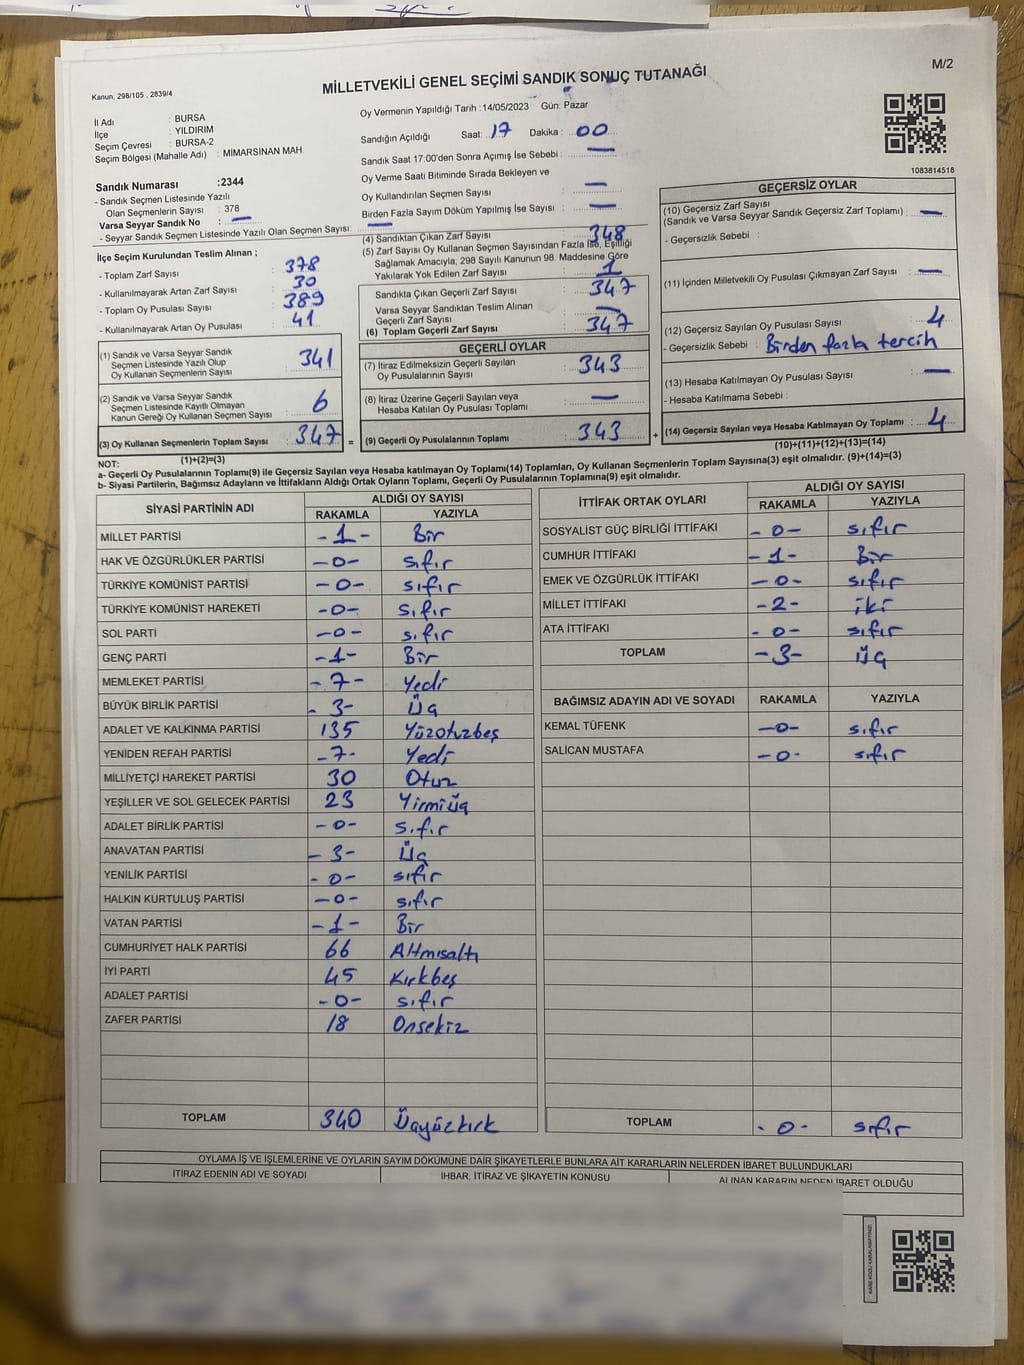 M/2
MİLLETVEKİLİ GENEL SEÇİMİ SANDIK SONUÇ TUTANAĞI
Kanun, 298/105 , 2839/4
İl Adı : BURSA
İlçe : YILDIRIM
Seçim Çevresi : BURSA-2
Seçim Bölgesi (Mahalle Adı) : MİMARSİNAN MAH.
Sandık Numarası :2344
- Sandık Seçmen Listesinde Yazılı
Olan Seçmenlerin Sayısı : 378
Varsa Seyyar Sandık No : —
- Seyyar Sandık Seçmen Listesinde Yazılı Olan Seçmen Sayısı: —
Oy Vermenin Yapıldığı Tarih :14/05/2023 Gün: Pazar
Sandığın Açıldığı Saat: 17 Dakika : 00
Sandık Saat 17:00'den Sonra Açımış İse Sebebi : —
Oy Verme Saati Bitiminde Sırada Bekleyen ve
Oy Kullandırılan Seçmen Sayısı : —
Birden Fazla Sayım Döküm Yapılmış İse Sayısı : —
1083814518
İlçe Seçim Kurulundan Teslim Alınan ;
- Toplam Zarf Sayısı : 378
- Kullanılmayarak Artan Zarf Sayısı : 30
- Toplam Oy Pusulası Sayısı : 389
- Kullanılmayarak Artan Oy Pusulası : 41
(4) Sandıktan Çıkan Zarf Sayısı : 348
(5) Zarf Sayısı Oy Kullanan Seçmen Sayısından Fazla İse, Eşitliği
Sağlamak Amacıyla; 298 Sayılı Kanunun 98. Maddesine Göre
Yakılarak Yok Edilen Zarf Sayısı : 1
Sandıkta Çıkan Geçerli Zarf Sayısı : 347
Varsa Seyyar Sandıktan Teslim Alınan
Geçerli Zarf Sayısı : —
(6) Toplam Geçerli Zarf Sayısı : 347
GEÇERSİZ OYLAR
(10) Geçersiz Zarf Sayısı
(Sandık ve Varsa Seyyar Sandık Geçersiz Zarf Toplamı) : —
- Geçersizlik Sebebi :
(11) İçinden Milletvekili Oy Pusulası Çıkmayan Zarf Sayısı : —
(12) Geçersiz Sayılan Oy Pusulası Sayısı : 4
- Geçersizlik Sebebi : Birden fazla tercih
(13) Hesaba Katılmayan Oy Pusulası Sayısı : —
- Hesaba Katılmama Sebebi :
(14) Geçersiz Sayılan veya Hesaba Katılmayan Oy Toplamı : 4
(10)+(11)+(12)+(13)=(14)
(1) Sandık ve Varsa Seyyar Sandık
Seçmen Listesinde Yazılı Olup
Oy Kullanan Seçmenlerin Sayısı : 341
(2) Sandık ve Varsa Seyyar Sandık
Seçmen Listesinde Kayıtlı Olmayan
Kanun Gereği Oy Kullanan Seçmen Sayısı : 6
(3) Oy Kullanan Seçmenlerin Toplam Sayısı : 347 =
(1)+(2)=(3)
GEÇERLİ OYLAR
(7) İtiraz Edilmeksizin Geçerli Sayılan
Oy Pusulalarının Sayısı : 343
(8) İtiraz Üzerine Geçerli Sayılan veya
Hesaba Katılan Oy Pusulası Toplamı : —
(9) Geçerli Oy Pusulalarının Toplamı : 343 +
NOT:
a- Geçerli Oy Pusulalarının Toplamı(9) ile Geçersiz Sayılan veya Hesaba katılmayan Oy Toplamı(14) Toplamları, Oy Kullanan Seçmenlerin Toplam Sayısına(3) eşit olmalıdır. (9)+(14)=(3)
b- Siyasi Partilerin, Bağımsız Adayların ve İttifakların Aldığı Ortak Oyların Toplamı, Geçerli Oy Pusulalarının Toplamına(9) eşit olmalıdır.
SİYASİ PARTİNİN ADI ALDIĞI OY SAYISI
RAKAMLA YAZIYLA
MİLLET PARTİSİ -1- Bir
HAK VE ÖZGÜRLÜKLER PARTİSİ -0- sıfır
TÜRKİYE KOMÜNİST PARTİSİ -0- sıfır
TÜRKİYE KOMÜNİST HAREKETİ -0- sıfır
SOL PARTİ -0- sıfır
GENÇ PARTİ -1- Bir
MEMLEKET PARTİSİ -7- Yedi
BÜYÜK BİRLİK PARTİSİ -3- Üç
ADALET VE KALKINMA PARTİSİ 135 Yüzotuzbeş
YENİDEN REFAH PARTİSİ -7- Yedi
MİLLİYETÇİ HAREKET PARTİSİ 30 Otuz
YEŞİLLER VE SOL GELECEK PARTİSİ 23 Yirmiüç
ADALET BİRLİK PARTİSİ -0- sıfır
ANAVATAN PARTİSİ -3- Üç
YENİLİK PARTİSİ -0- sıfır
HALKIN KURTULUŞ PARTİSİ -0- sıfır
VATAN PARTİSİ -1- Bir
CUMHURİYET HALK PARTİSİ 66 Altmışaltı
İYİ PARTİ 45 Kırkbeş
ADALET PARTİSİ -0- sıfır
ZAFER PARTİSİ 18 Onsekiz
TOPLAM 340 Üçyüzkırk
İTTİFAK ORTAK OYLARI ALDIĞI OY SAYISI
RAKAMLA YAZIYLA
SOSYALİST GÜÇ BİRLİĞİ İTTİFAKI -0- sıfır
CUMHUR İTTİFAKI -1- Bir
EMEK VE ÖZGÜRLÜK İTTİFAKI -0- sıfır
MİLLET İTTİFAKI -2- iki
ATA İTTİFAKI -0- sıfır
TOPLAM -3- Üç
BAĞIMSIZ ADAYIN ADI VE SOYADI RAKAMLA YAZIYLA
KEMAL TÜFENK -0- sıfır
SALİCAN MUSTAFA -0- sıfır
TOPLAM -0- sıfır
OYLAMA İŞ VE İŞLEMLERİNE VE OYLARIN SAYIM DÖKÜMÜNE DAİR ŞİKAYETLERLE BUNLARA AİT KARARLARIN NELERDEN İBARET BULUNDUKLARI
İTİRAZ EDENİN ADI VE SOYADI İHBAR, İTİRAZ VE ŞİKAYETİN KONUSU ALINAN KARARIN NEDEN İBARET OLDUĞU